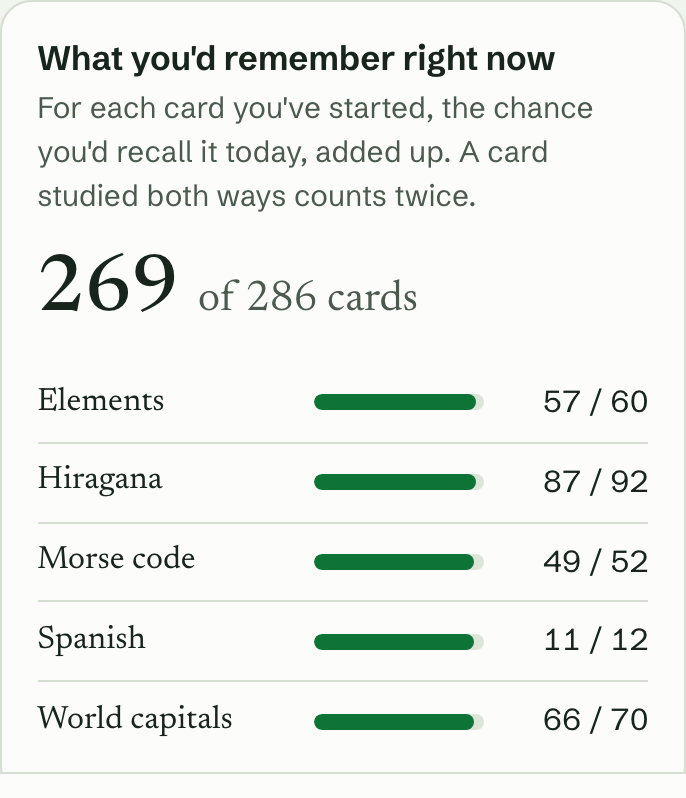 What you'd remember right now
For each card you've started, the chance
you'd recall it today, added up. A card
studied both ways counts twice.
269 of 286 cards
Elements 57 / 60
Hiragana 87 / 92
Morse code 49 / 52
Spanish 11 / 12
World capitals 66 / 70